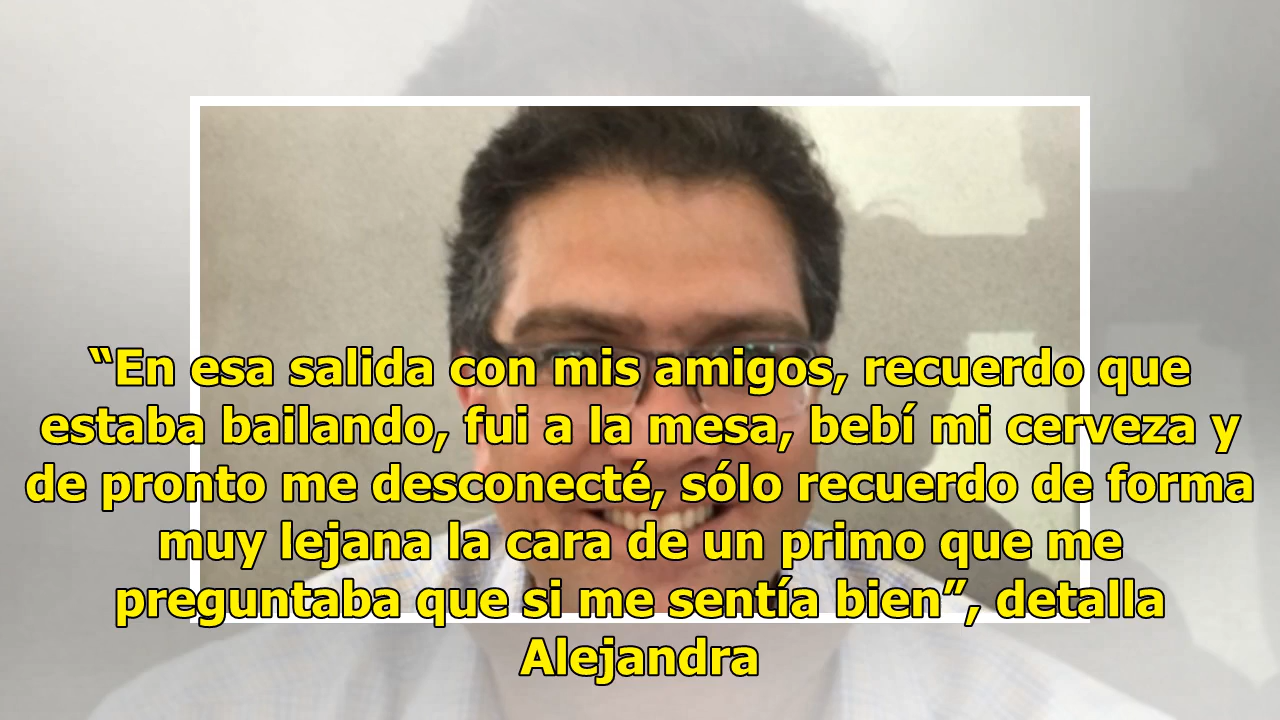 “En esa salida con mis amigos, recuerdo que
estaba bailando, fui a la mesa, bebí mi cerveza y
de pronto me desconecté, sólo recuerdo de forma
muy lejana la cara de un primo que me
preguntaba que si me sentía bien”, detalla
Alejandra